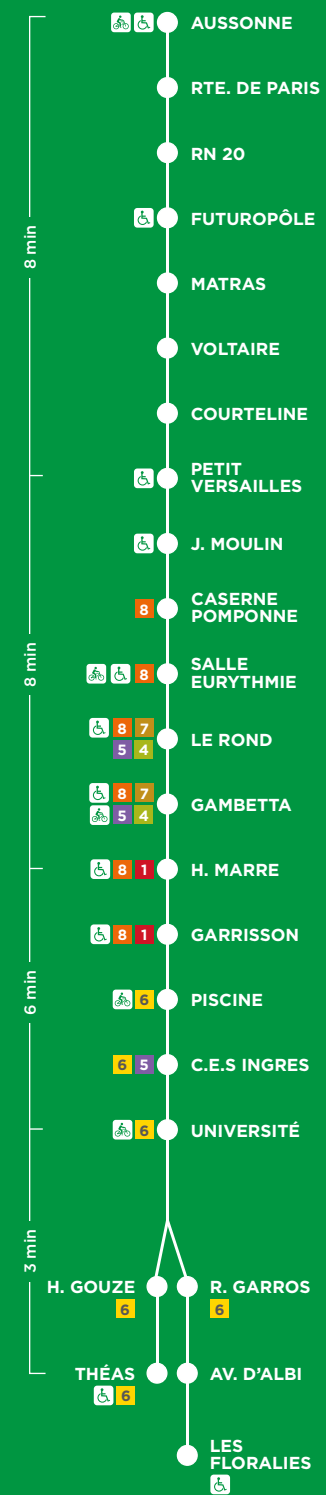 AUSSONNE
RTE. DE PARIS
RN 20
FUTUROPÔLE
8 min
MATRAS
VOLTAIRE
COURTELINE
PETIT
VERSAILLES
J. MOULIN
8 CASERNE
POMPONNE
8 min
8 SALLE
EURYTHMIE
8 7
5 4
LE ROND
8 7
5 4
GAMBETTA
8 1 H. MARRE
8 1 GARRISSON
6 min
6 PISCINE
6 5 C.E.S INGRES
6 UNIVERSITÉ
3 min
H. GOUZE R. GARROS
6 6
THÉAS AV. D'ALBI
6
LES
FLORALIES